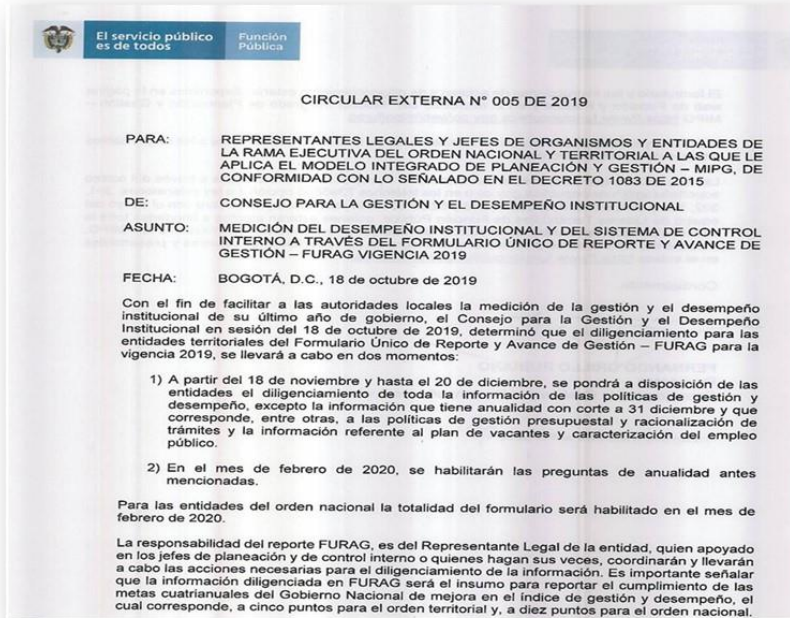 El servicio público
es de todos
Función
Pública
CIRCULAR EXTERNA N° 005 DE 2019
PARA: REPRESENTANTES LEGALES Y JEFES DE ORGANISMOS Y ENTIDADES DE
LA RAMA EJECUTIVA DEL ORDEN NACIONAL Y TERRITORIAL A LAS QUE LE
APLICA EL MODELO INTEGRADO DE PLANEACIÓN Y GESTIÓN – MIPG, DE
CONFORMIDAD CON LO SEÑALADO EN EL DECRETO 1083 DE 2015
DE: CONSEJO PARA LA GESTIÓN Y EL DESEMPEÑO INSTITUCIONAL
ASUNTO: MEDICIÓN DEL DESEMPEÑO INSTITUCIONAL Y DEL SISTEMA DE CONTROL
INTERNO A TRAVÉS DEL FORMULARIO ÚNICO DE REPORTE Y AVANCE DE
GESTIÓN – FURAG VIGENCIA 2019
FECHA: BOGOTÁ, D.C., 18 de octubre de 2019
Con el fin de facilitar a las autoridades locales la medición de la gestión y el desempeño
institucional de su último año de gobierno, el Consejo para la Gestión y el Desempeño
Institucional en sesión del 18 de octubre de 2019, determinó que el diligenciamiento para las
entidades territoriales del Formulario Único de Reporte y Avance de Gestión – FURAG para la
vigencia 2019, se llevará a cabo en dos momentos:
1) A partir del 18 de noviembre y hasta el 20 de diciembre, se pondrá a disposición de las
entidades el diligenciamiento de toda la información de las políticas de gestión y
desempeño, excepto la información que tiene anualidad con corte a 31 diciembre y que
corresponde, entre otras, a las políticas de gestión presupuestal y racionalización de
trámites y la información referente al plan de vacantes y caracterización del empleo
público.
2) En el mes de febrero de 2020, se habilitarán las preguntas de anualidad antes
mencionadas.
Para las entidades del orden nacional la totalidad del formulario será habilitado en el mes de
febrero de 2020.
La responsabilidad del reporte FURAG, es del Representante Legal de la entidad, quien apoyado
en los jefes de planeación y de control interno o quienes hagan sus veces, coordinarán y llevarán
a cabo las acciones necesarias para el diligenciamiento de la información. Es importante señalar
que la información diligenciada en FURAG será el insumo para reportar el cumplimiento de las
metas cuatrianuales del Gobierno Nacional de mejora en el índice de gestión y desempeño, el
cual corresponde, a cinco puntos para el orden territorial y, a diez puntos para el orden nacional.